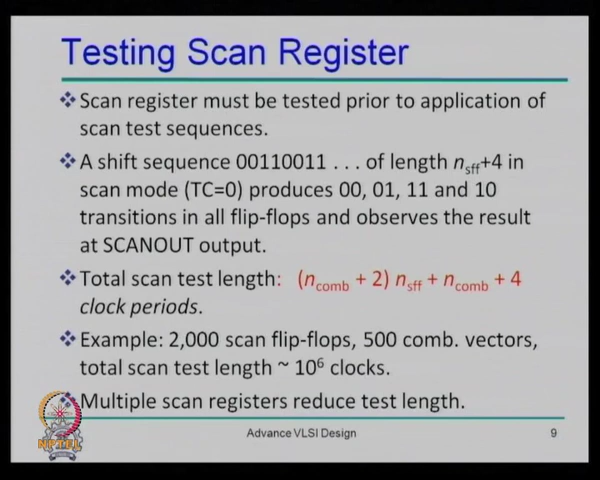 Testing Scan Register
❖Scan register must be tested prior to application of
scan test sequences.
❖A shift sequence 00110011 . . . of length nsff+4 in
scan mode (TC=0) produces 00, 01, 11 and 10
transitions in all flip-flops and observes the result
at SCANOUT output.
❖Total scan test length: (ncomb + 2) nsff + ncomb + 4
clock periods.
❖Example: 2,000 scan flip-flops, 500 comb. vectors,
total scan test length ~ 10⁶ clocks.
❖Multiple scan registers reduce test length.
NPTEL
Advance VLSI Design
9